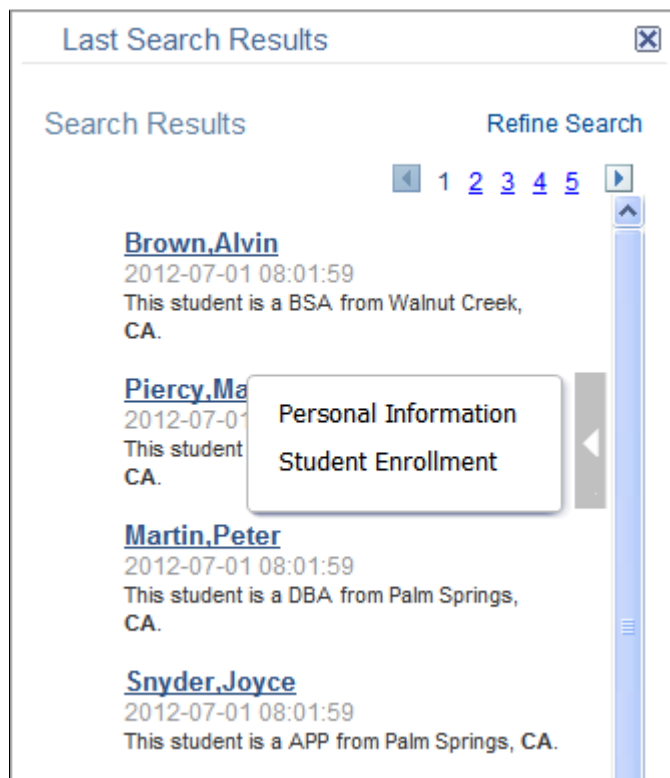 Last Search Results
Search Results
Refine Search
1 2 3 4 5
Brown,Alvin
2012-07-01 08:01:59
This student is a BSA from Walnut Creek,
CA.
Piercy,Ma
2012-07-01
This student
CA.
Personal Information
Student Enrollment
Martin,Peter
2012-07-01 08:01:59
This student is a DBA from Palm Springs,
CA.
Snyder,Joyce
2012-07-01 08:01:59
This student is a APP from Palm Springs, CA.